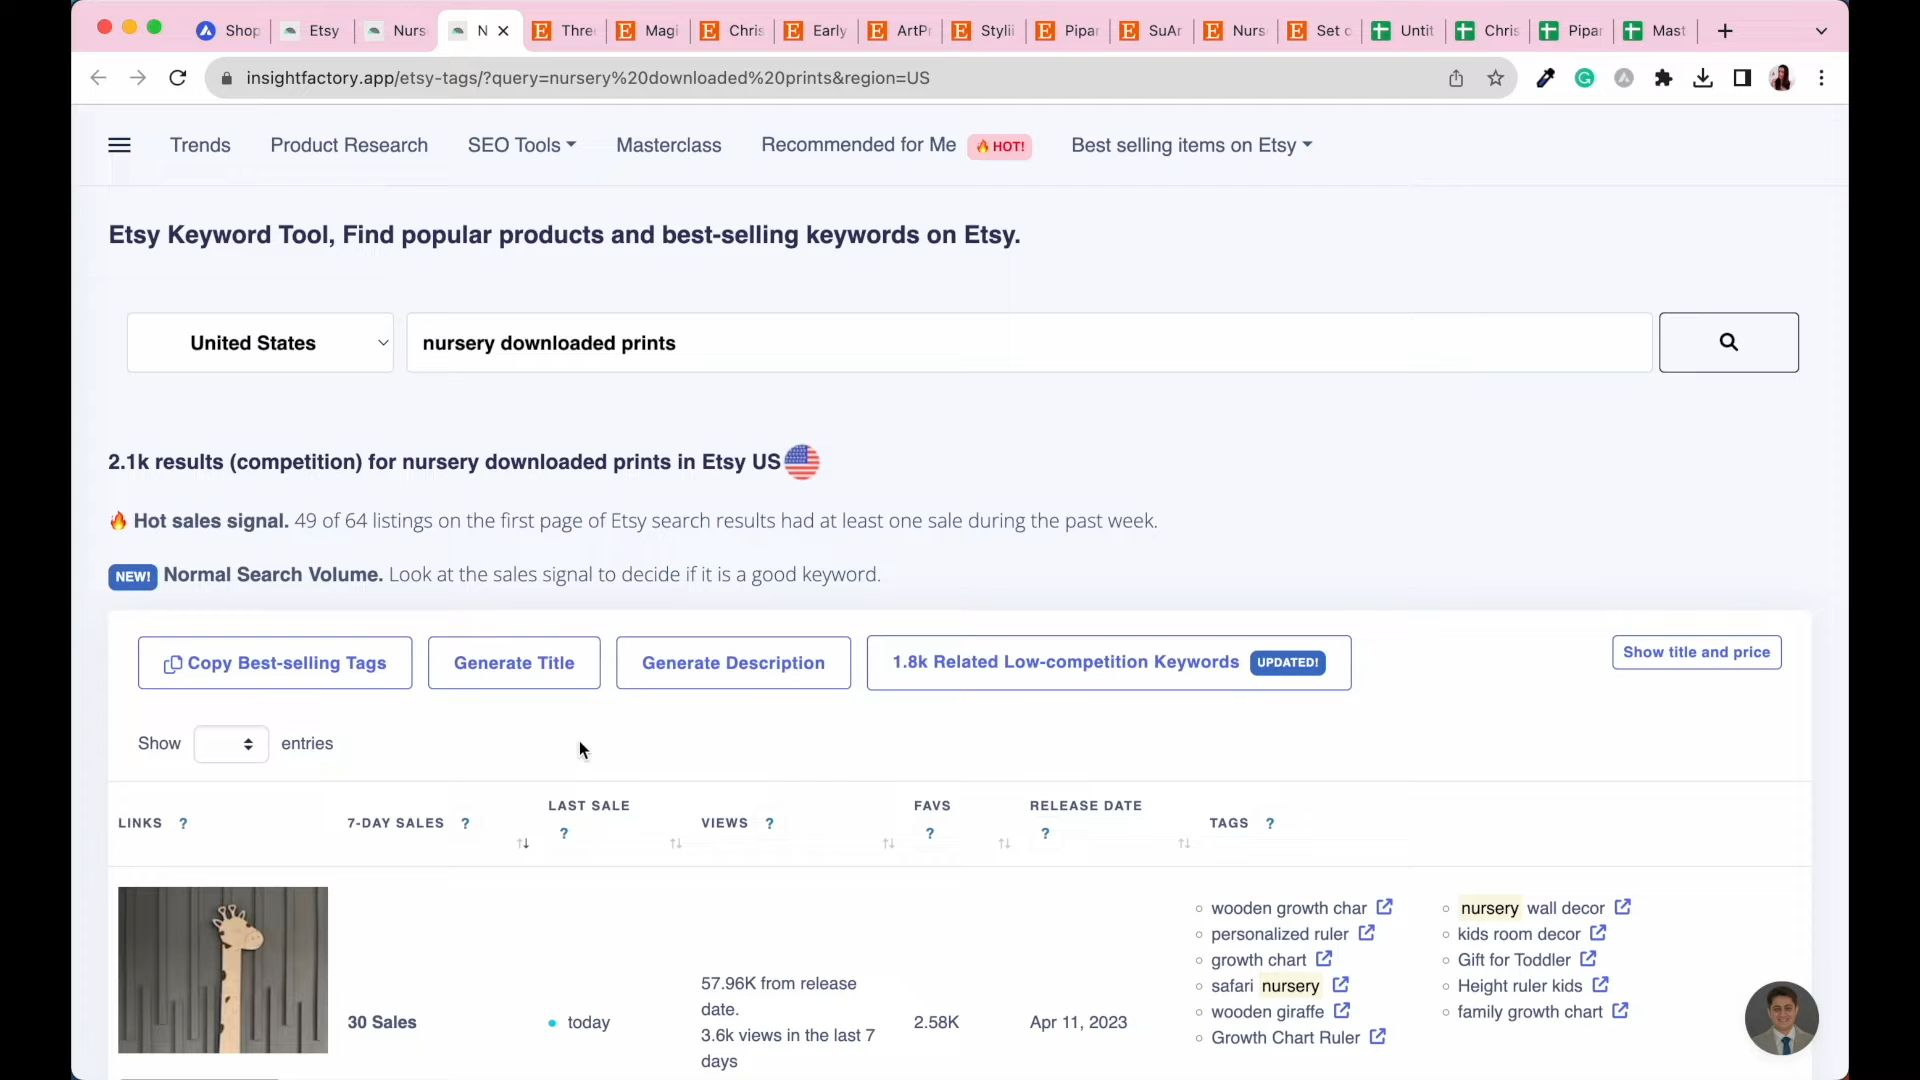 Shop
Etsy
Nurs
N
Thre
Magi
Chris
Early
ArtP
Pipar
SuAr
Nurs
Set o
Untit
Chris
Pipar
Mast
insightfactory.app/etsy-tags/?query=nursery%20downloaded%20prints&region=US
Trends
Product Research
SEO Tools
Masterclass
Recommended for Me 🔥 HOT!
Best selling items on Etsy
Etsy Keyword Tool, Find popular products and best-selling keywords on Etsy.
United States
nursery downloaded prints
2.1k results (competition) for nursery downloaded prints in Etsy US
🔥 Hot sales signal. 49 of 64 listings on the first page of Etsy search results had at least one sale during the past week.
NEW! Normal Search Volume. Look at the sales signal to decide if it is a good keyword.
Copy Best-selling Tags
Generate Title
Generate Description
1.8k Related Low-competition Keywords UPDATED!
Show title and price
Show entries
LINKS ?
7-DAY SALES ?
LAST SALE ?
VIEWS ?
FAVS ?
RELEASE DATE ?
TAGS ?
30 Sales
today
57.96K from release
date.
3.6k views in the last 7
days
2.58K
Apr 11, 2023
wooden growth char
personalized ruler
growth chart
safari nursery
wooden giraffe
Growth Chart Ruler
nursery wall decor
kids room decor
Gift for Toddler
Height ruler kids
family growth chart